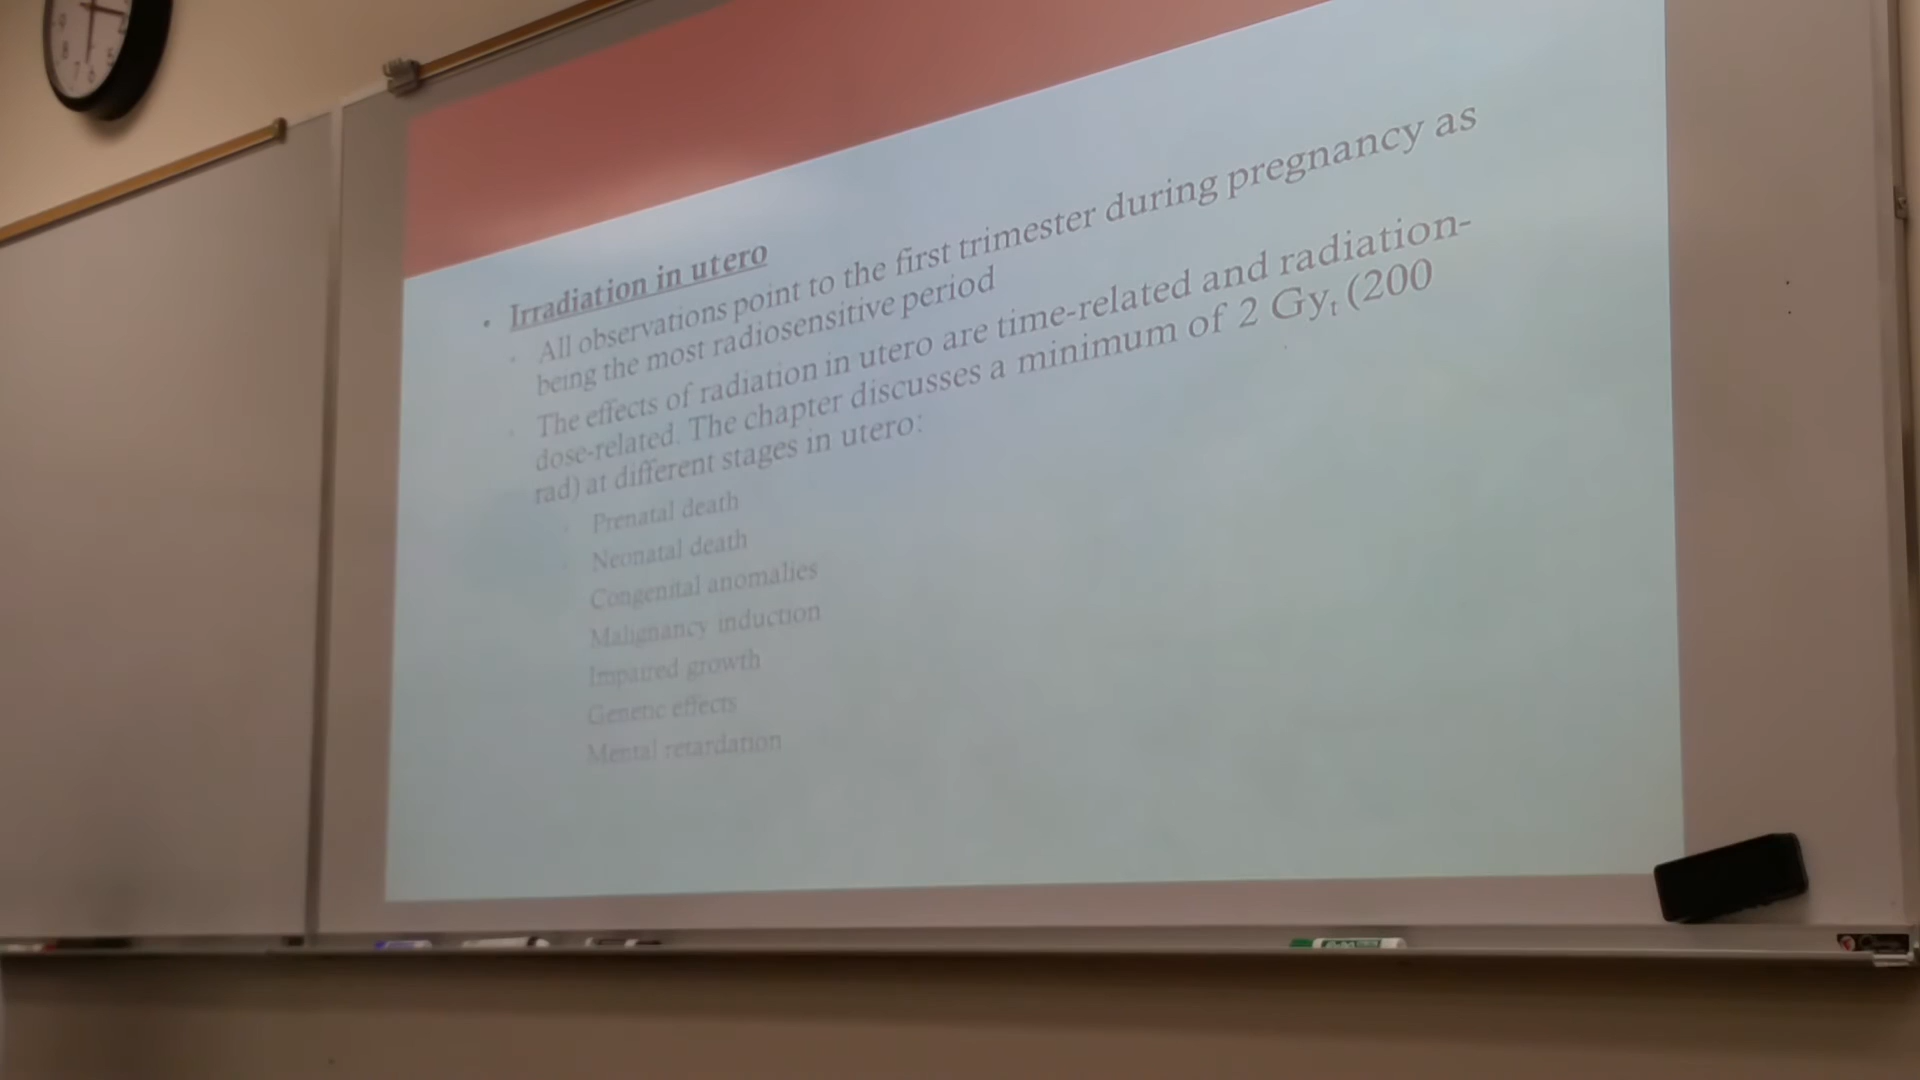 • Irradiation in utero
All observations point to the first trimester during pregnancy as
being the most radiosensitive period
The effects of radiation in utero are time-related and radiation-
dose-related. The chapter discusses a minimum of 2 Gyt (200
rad) at different stages in utero:
Prenatal death
Neonatal death
Congenital anomalies
Malignancy induction
Impaired growth
Genetic effects
Mental retardation